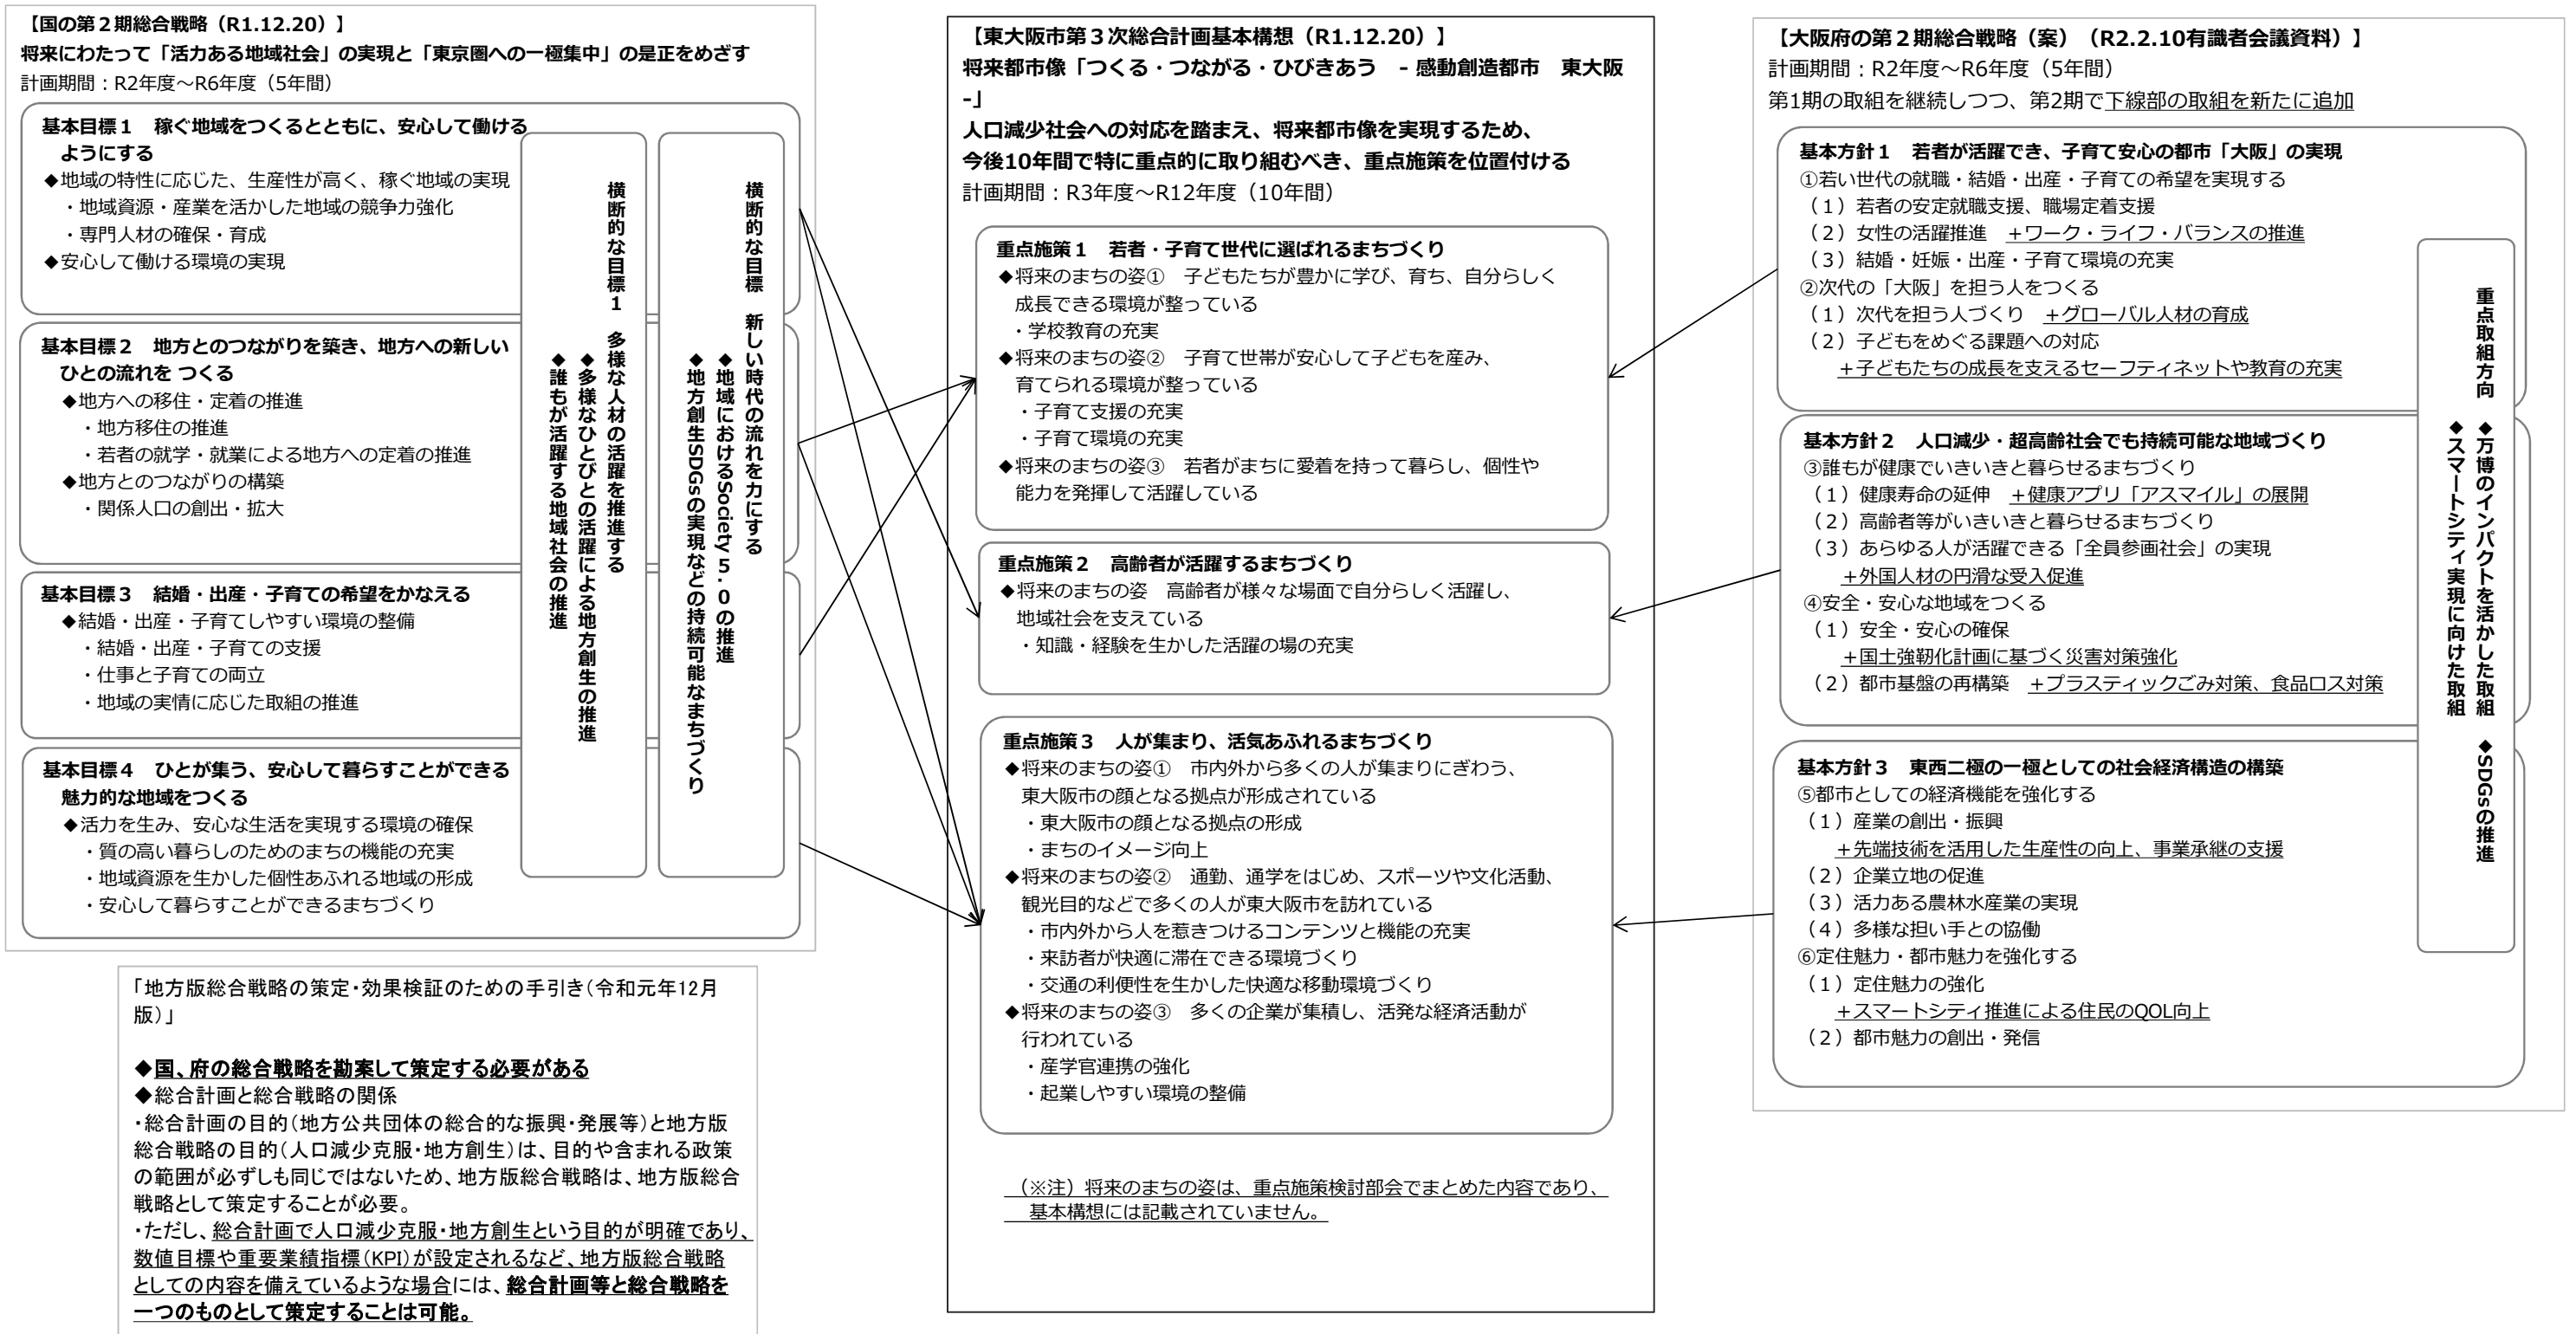 【国の第２期総合戦略（R1.12.20）】
将来にわたって「活力ある地域社会」の実現と「東京圏への一極集中」の是正をめざす
計画期間：R2年度～R6年度（5年間）
基本目標１　稼ぐ地域をつくるとともに、安心して働ける
ようにする
◆地域の特性に応じた、生産性が高く、稼ぐ地域の実現
・地域資源・産業を活かした地域の競争力強化
・専門人材の確保・育成
◆安心して働ける環境の実現
基本目標２　地方とのつながりを築き、地方への新しい
ひとの流れを つくる
◆地方への移住・定着の推進
・地方移住の推進
・若者の就学・就業による地方への定着の推進
◆地方とのつながりの構築
・関係人口の創出・拡大
基本目標３　結婚・出産・子育ての希望をかなえる
◆結婚・出産・子育てしやすい環境の整備
・結婚・出産・子育ての支援
・仕事と子育ての両立
・地域の実情に応じた取組の推進
基本目標４　ひとが集う、安心して暮らすことができる
魅力的な地域をつくる
◆活力を生み、安心な生活を実現する環境の確保
・質の高い暮らしのためのまちの機能の充実
・地域資源を生かした個性あふれる地域の形成
・安心して暮らすことができるまちづくり
横断的な目標１　多様な人材の活躍を推進する
◆多様なひとびとの活躍による地方創生の推進
◆誰もが活躍する地域社会の推進
横断的な目標　新しい時代の流れを力にする
◆地域におけるSociety５.０の推進
◆地方創生SDGsの実現などの持続可能なまちづくり
「地方版総合戦略の策定・効果検証のための手引き（令和元年12月
版）」
◆国、府の総合戦略を勘案して策定する必要がある
◆総合計画と総合戦略の関係
・総合計画の目的（地方公共団体の総合的な振興・発展等）と地方版
総合戦略の目的（人口減少克服・地方創生）は、目的や含まれる政策
の範囲が必ずしも同じではないため、地方版総合戦略は、地方版総合
戦略として策定することが必要。
・ただし、総合計画で人口減少克服・地方創生という目的が明確であり、
数値目標や重要業績指標（KPI）が設定されるなど、地方版総合戦略
としての内容を備えているような場合には、総合計画等と総合戦略を
一つのものとして策定することは可能。
【東大阪市第３次総合計画基本構想（R1.12.20）】
将来都市像「つくる・つながる・ひびきあう　- 感動創造都市　東大阪
-」
人口減少社会への対応を踏まえ、将来都市像を実現するため、
今後10年間で特に重点的に取り組むべき、重点施策を位置付ける
計画期間：R3年度～R12年度（10年間）
重点施策１　若者・子育て世代に選ばれるまちづくり
◆将来のまちの姿①　子どもたちが豊かに学び、育ち、自分らしく
成長できる環境が整っている
・学校教育の充実
◆将来のまちの姿②　子育て世帯が安心して子どもを産み、
育てられる環境が整っている
・子育て支援の充実
・子育て環境の充実
◆将来のまちの姿③　若者がまちに愛着を持って暮らし、個性や
能力を発揮して活躍している
重点施策２　高齢者が活躍するまちづくり
◆将来のまちの姿　高齢者が様々な場面で自分らしく活躍し、
地域社会を支えている
・知識・経験を生かした活躍の場の充実
重点施策３　人が集まり、活気あふれるまちづくり
◆将来のまちの姿①　市内外から多くの人が集まりにぎわう、
東大阪市の顔となる拠点が形成されている
・東大阪市の顔となる拠点の形成
・まちのイメージ向上
◆将来のまちの姿②　通勤、通学をはじめ、スポーツや文化活動、
観光目的などで多くの人が東大阪市を訪れている
・市内外から人を惹きつけるコンテンツと機能の充実
・来訪者が快適に滞在できる環境づくり
・交通の利便性を生かした快適な移動環境づくり
◆将来のまちの姿③　多くの企業が集積し、活発な経済活動が
行われている
・産学官連携の強化
・起業しやすい環境の整備
（※注）将来のまちの姿は、重点施策検討部会でまとめた内容であり、
基本構想には記載されていません。
【大阪府の第２期総合戦略（案）（R2.2.10有識者会議資料）】
計画期間：R2年度～R6年度（5年間）
第1期の取組を継続しつつ、第2期で下線部の取組を新たに追加
基本方針１　若者が活躍でき、子育て安心の都市「大阪」の実現
①若い世代の就職・結婚・出産・子育ての希望を実現する
（１）若者の安定就職支援、職場定着支援
（２）女性の活躍推進　＋ワーク・ライフ・バランスの推進
（３）結婚・妊娠・出産・子育て環境の充実
②次代の「大阪」を担う人をつくる
（１）次代を担う人づくり　＋グローバル人材の育成
（２）子どもをめぐる課題への対応
＋子どもたちの成長を支えるセーフティネットや教育の充実
基本方針２　人口減少・超高齢社会でも持続可能な地域づくり
③誰もが健康でいきいきと暮らせるまちづくり
（１）健康寿命の延伸　＋健康アプリ「アスマイル」の展開
（２）高齢者等がいきいきと暮らせるまちづくり
（３）あらゆる人が活躍できる「全員参画社会」の実現
＋外国人材の円滑な受入促進
④安全・安心な地域をつくる
（１）安全・安心の確保
＋国土強靭化計画に基づく災害対策強化
（２）都市基盤の再構築　＋プラスティックごみ対策、食品ロス対策
基本方針３　東西二極の一極としての社会経済構造の構築
⑤都市としての経済機能を強化する
（１）産業の創出・振興
＋先端技術を活用した生産性の向上、事業承継の支援
（２）企業立地の促進
（３）活力ある農林水産業の実現
（４）多様な担い手との協働
⑥定住魅力・都市魅力を強化する
（１）定住魅力の強化
＋スマートシティ推進による住民のQOL向上
（２）都市魅力の創出・発信
重点取組方向　◆万博のインパクトを活かした取組　◆SDGsの推進
◆スマートシティ実現に向けた取組